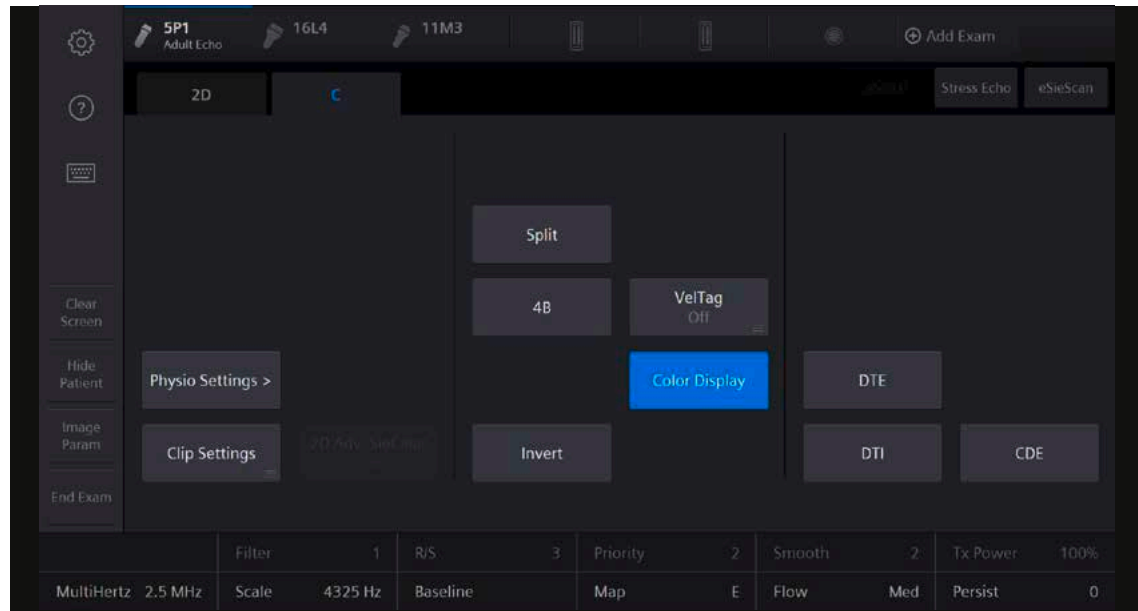 5P1
Adult Echo
16L4
11M3
Add Exam
2D
C
Stress Echo
eSieScan
Clear
Screen
Hide
Patient
Image
Param
End Exam
Split
4B
VelTag
Off
Physio Settings >
Color Display
DTE
Clip Settings
Invert
DTI
CDE
Filter 1 R/S 3 Priority 2 Smooth 2 Tx Power 100%
MultiHertz 2.5 MHz Scale 4325 Hz Baseline Map E Flow Med Persist 0